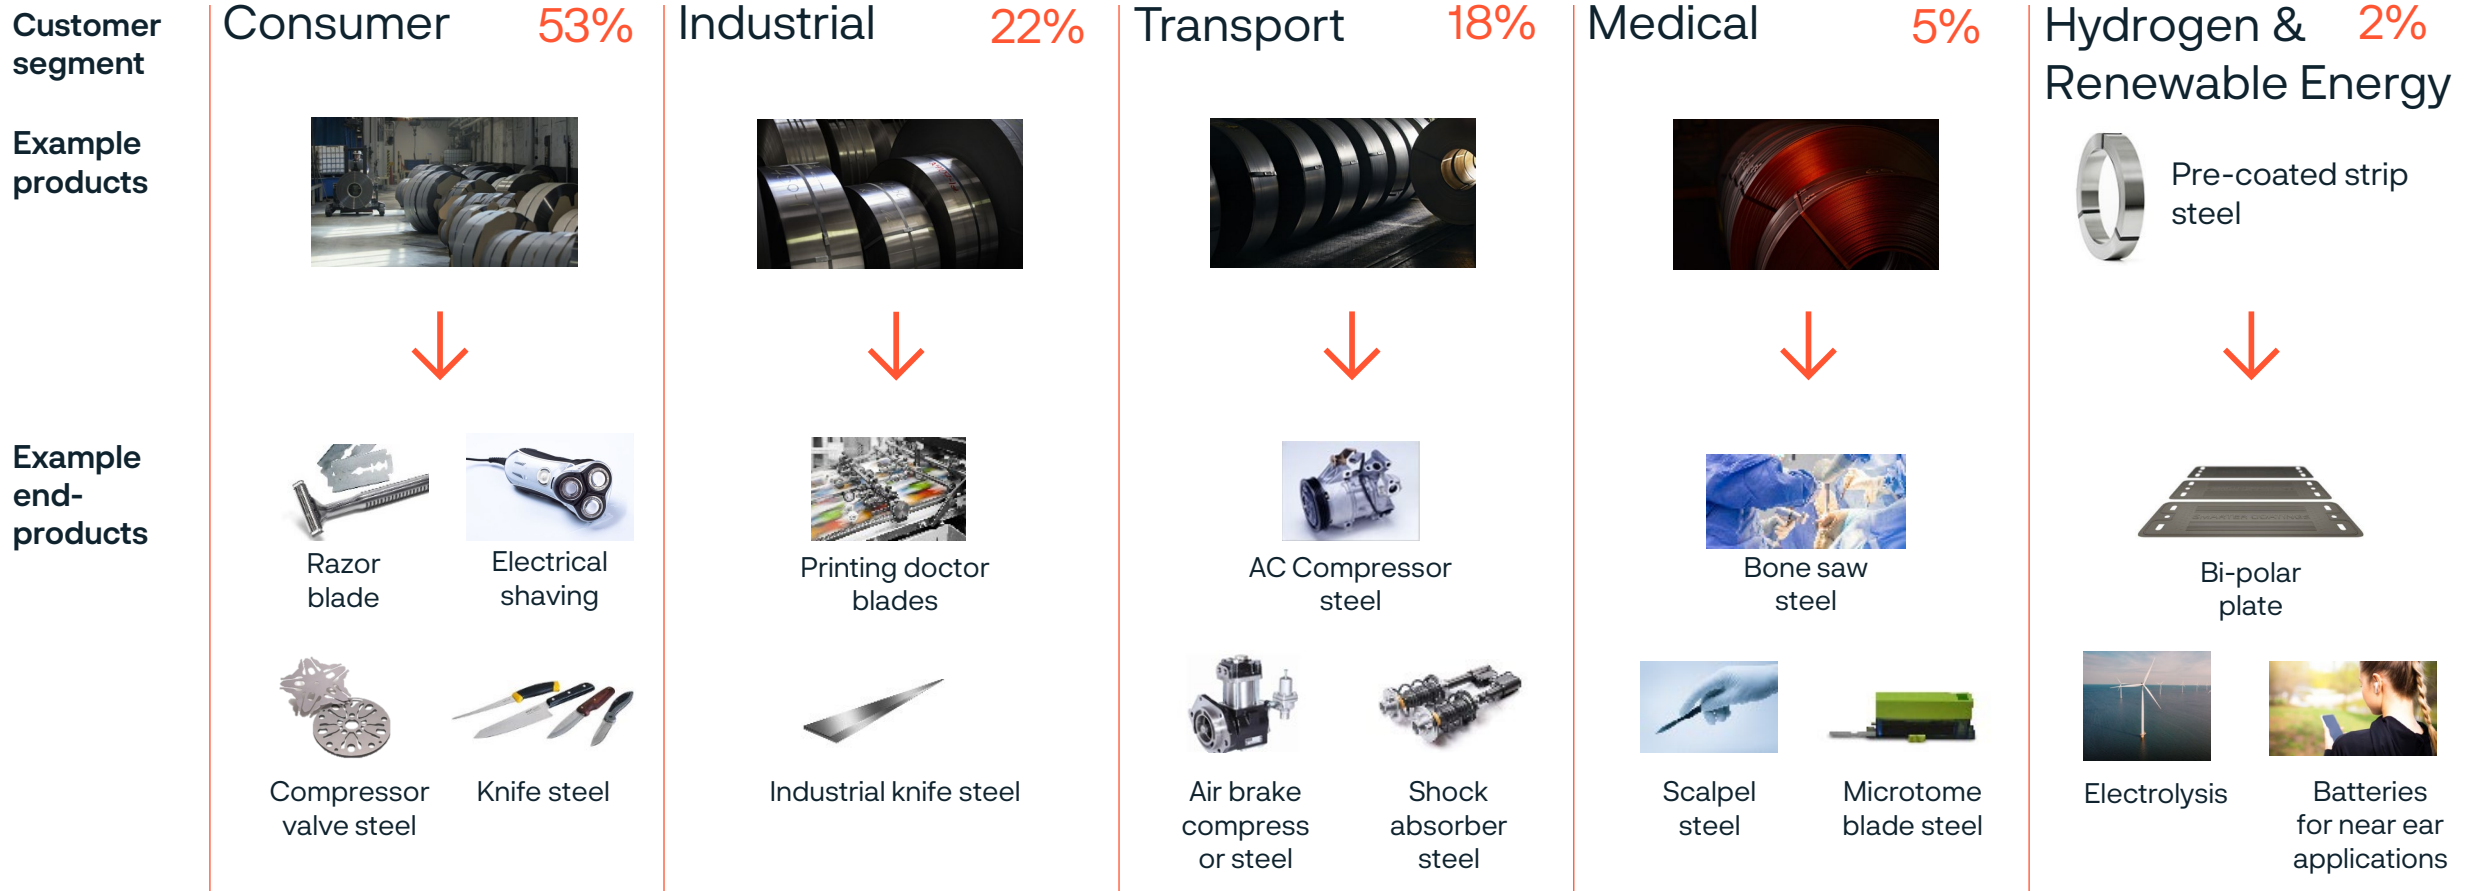 Customer
segment
Consumer
53%
Industrial
22%
Transport
18%
Medical
5%
Hydrogen &
Renewable Energy
2%
Example
products
Pre-coated strip
steel
Example
end-
products
Razor
blade
Electrical
shaving
Printing doctor
blades
AC Compressor
steel
Bone saw
steel
Bi-polar
plate
Compressor
valve steel
Knife steel
Industrial knife steel
Air brake
compress
or steel
Shock
absorber
steel
Scalpel
steel
Microtome
blade steel
Electrolysis
Batteries
for near ear
applications